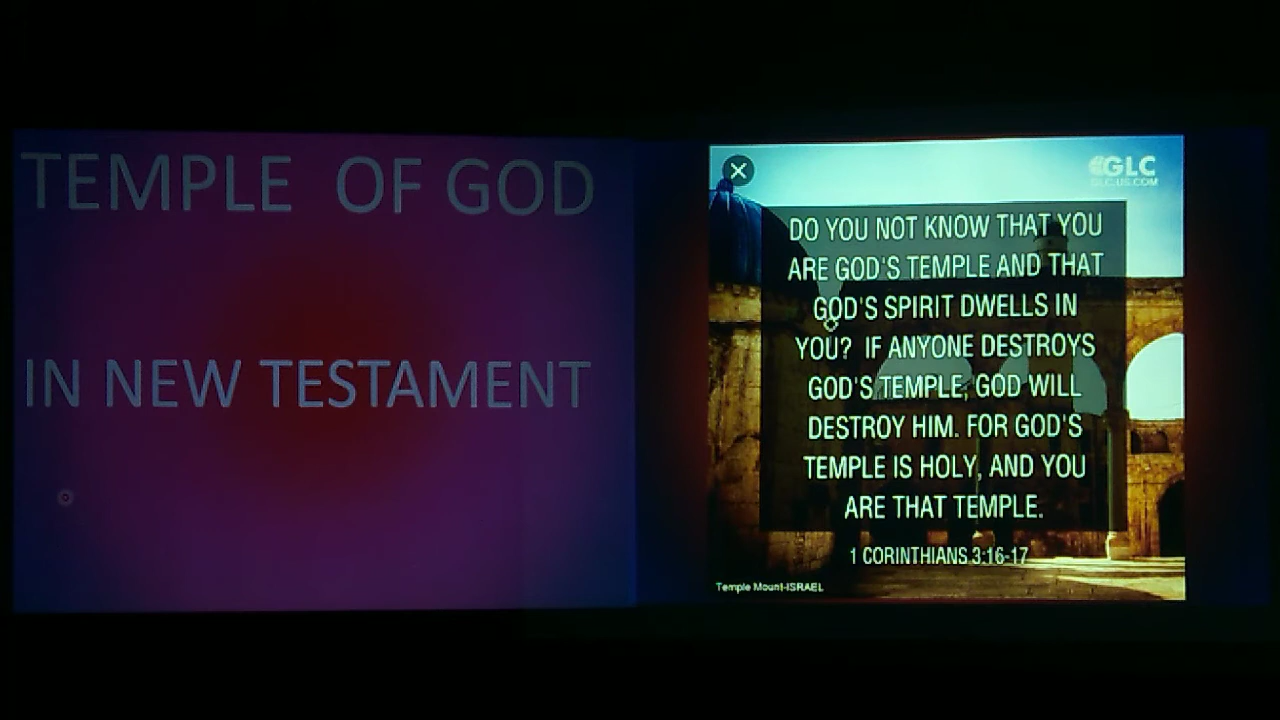 TEMPLE OF GOD
IN NEW TESTAMENT
GLC
GLC.US.COM
DO YOU NOT KNOW THAT YOU
ARE GOD'S TEMPLE AND THAT
GOD'S SPIRIT DWELLS IN
YOU? IF ANYONE DESTROYS
GOD'S TEMPLE, GOD WILL
DESTROY HIM. FOR GOD'S
TEMPLE IS HOLY, AND YOU
ARE THAT TEMPLE.
1 CORINTHIANS 3:16-17
Temple Mount-ISRAEL